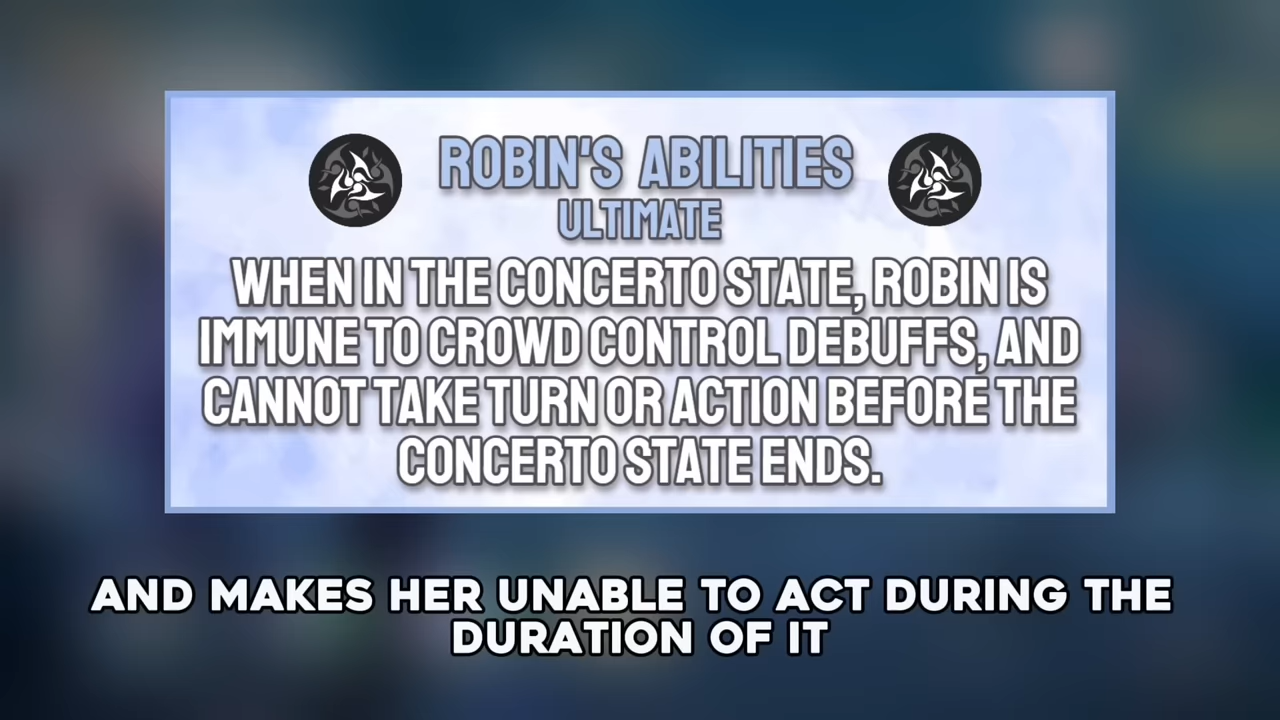 ROBIN'S ABILITIES
ULTIMATE
WHEN IN THE CONCERTO STATE, ROBIN IS
IMMUNE TO CROWD CONTROL DEBUFFS, AND
CANNOT TAKE TURN OR ACTION BEFORE THE
CONCERTO STATE ENDS.
AND MAKES HER UNABLE TO ACT DURING THE
DURATION OF IT